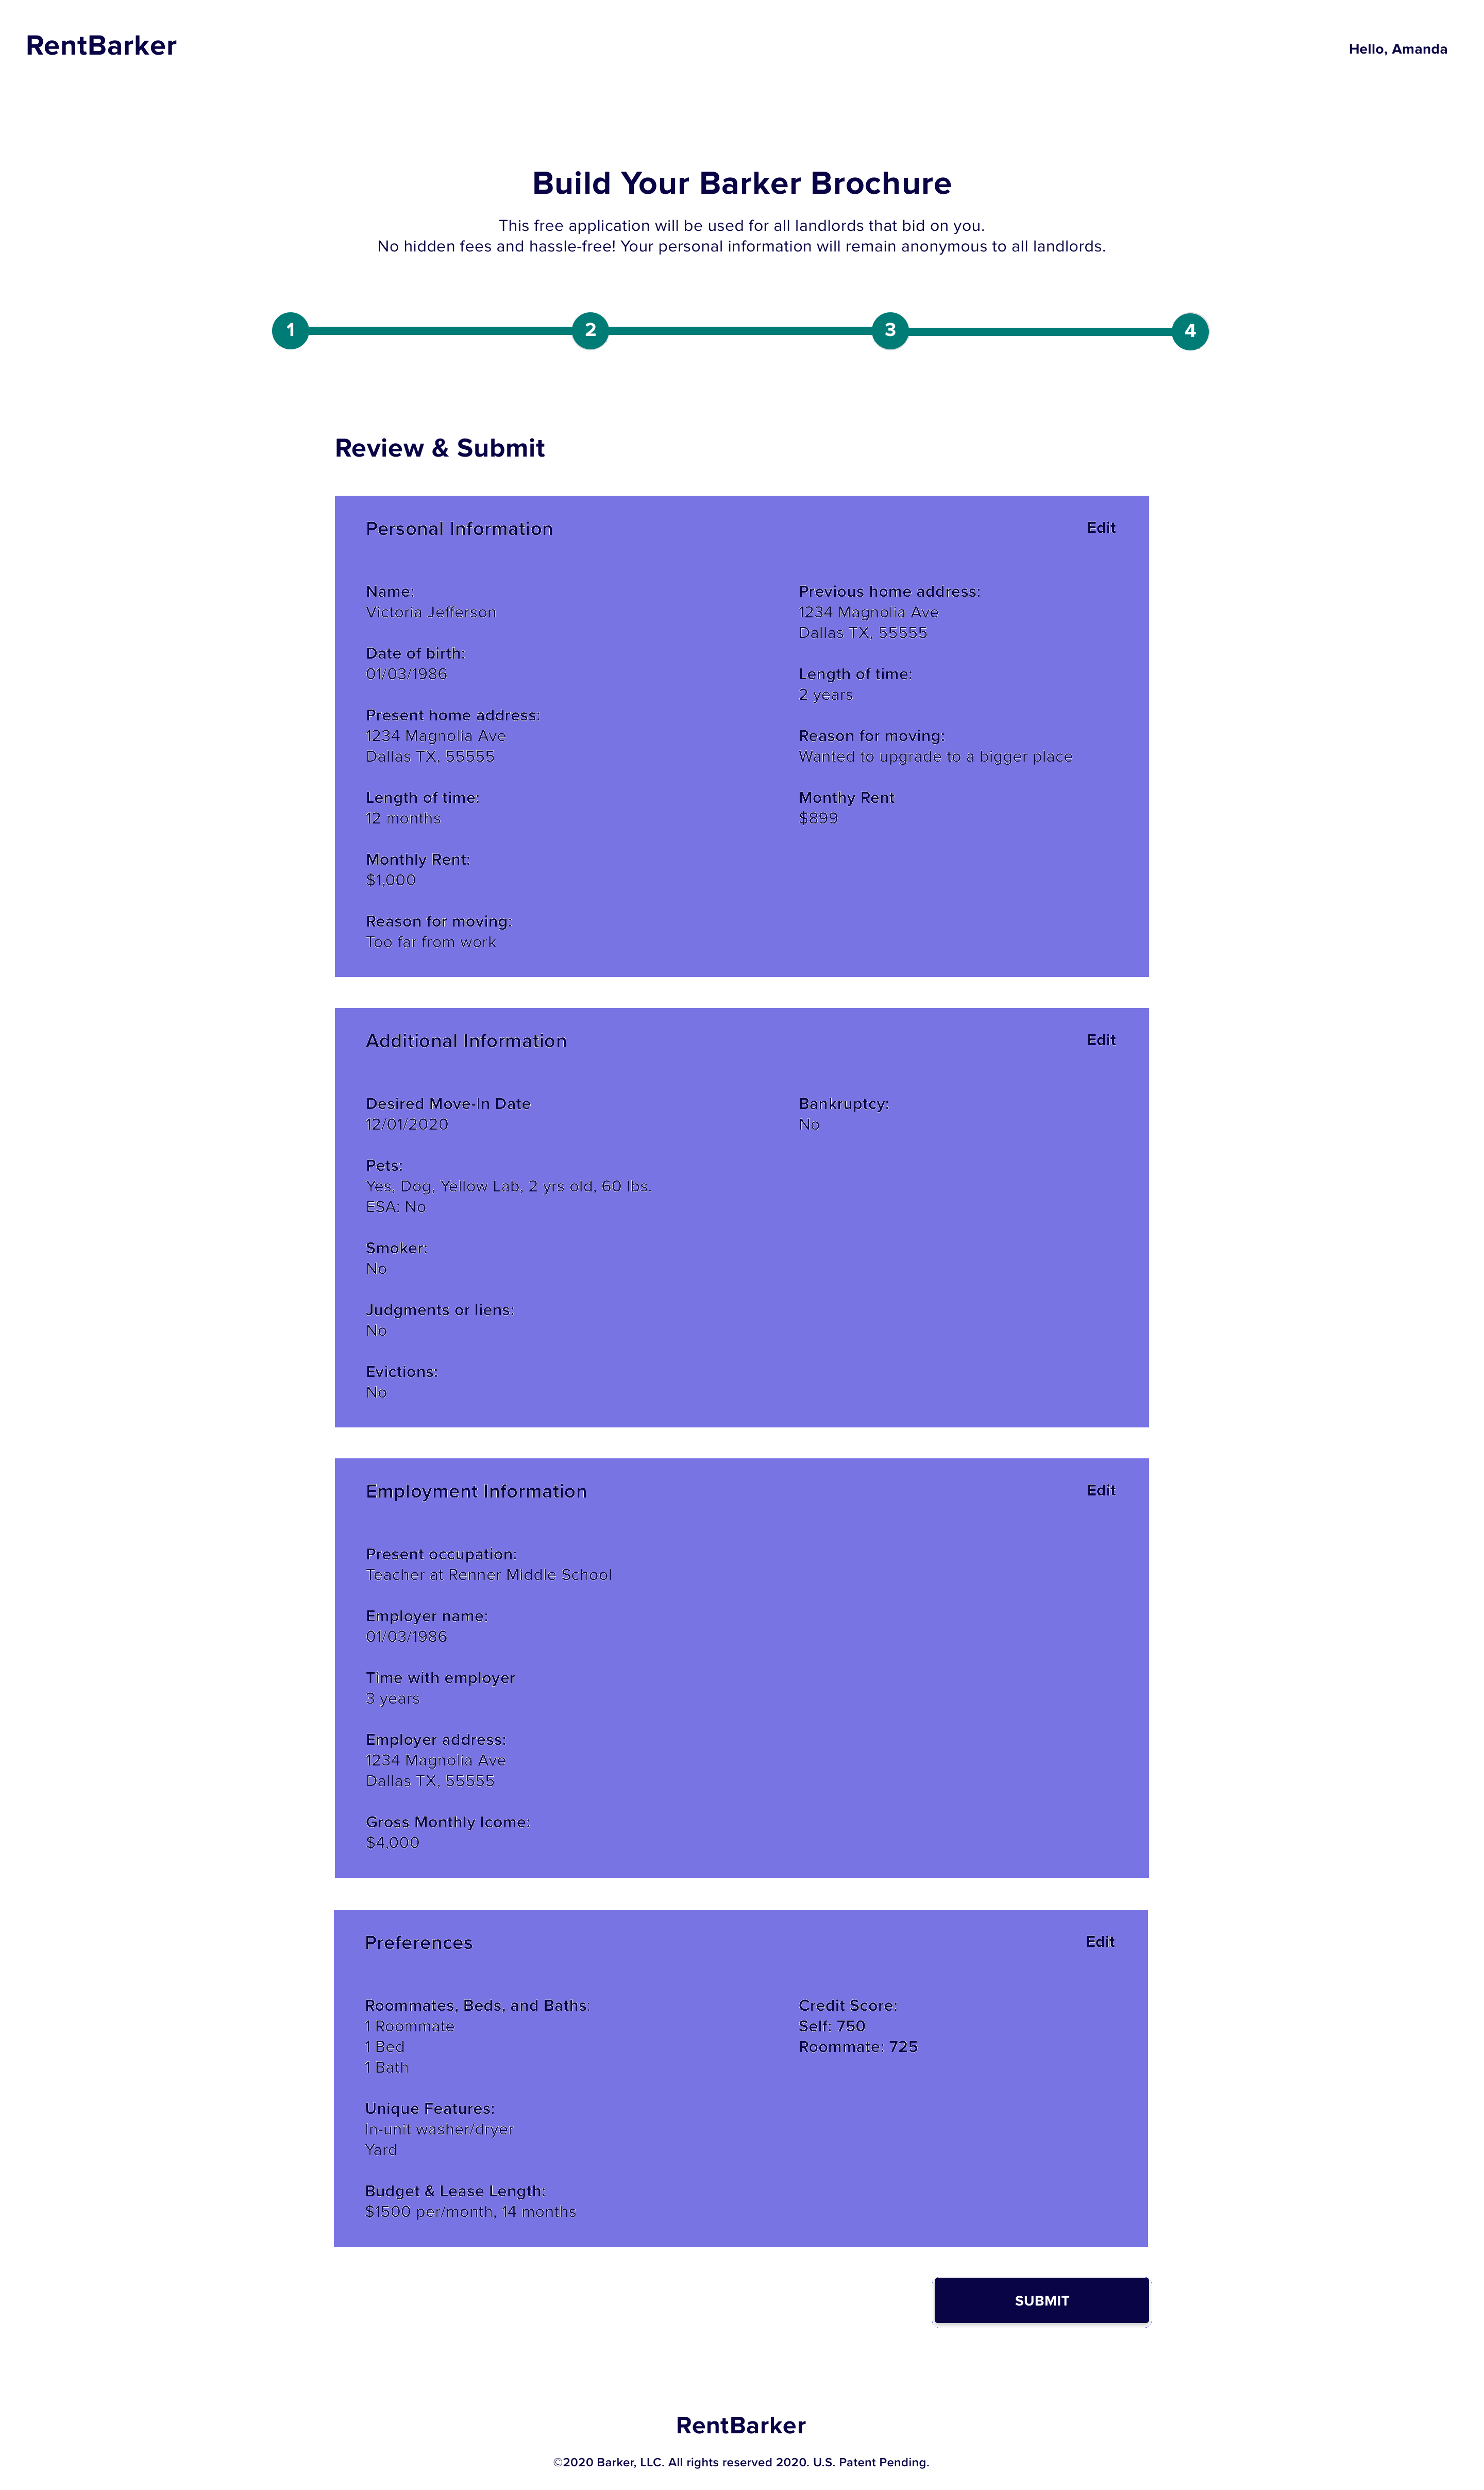 RentBarker
Hello, Amanda
Build Your Barker Brochure
This free application will be used for all landlords that bid on you.
No hidden fees and hassle-free! Your personal information will remain anonymous to all landlords.
1
2
3
4
Review & Submit
Personal Information
Edit
Name:
Victoria Jefferson
Date of birth:
01/03/1986
Present home address:
1234 Magnolia Ave
Dallas TX, 55555
Length of time:
12 months
Monthly Rent:
$1,000
Reason for moving:
Too far from work
Previous home address:
1234 Magnolia Ave
Dallas TX, 55555
Length of time:
2 years
Reason for moving:
Wanted to upgrade to a bigger place
Monthy Rent
$899
Additional Information
Edit
Desired Move-In Date
12/01/2020
Pets:
Yes, Dog, Yellow Lab, 2 yrs old, 60 lbs.
ESA: No
Smoker:
No
Judgments or liens:
No
Evictions:
No
Bankruptcy:
No
Employment Information
Edit
Present occupation:
Teacher at Renner Middle School
Employer name:
01/03/1986
Time with employer
3 years
Employer address:
1234 Magnolia Ave
Dallas TX, 55555
Gross Monthly Icome:
$4,000
Preferences
Edit
Roommates, Beds, and Baths:
1 Roommate
1 Bed
1 Bath
Unique Features:
In-unit washer/dryer
Yard
Budget & Lease Length:
$1500 per/month, 14 months
Credit Score:
Self: 750
Roommate: 725
SUBMIT
RentBarker
©2020 Barker, LLC. All rights reserved 2020. U.S. Patent Pending.